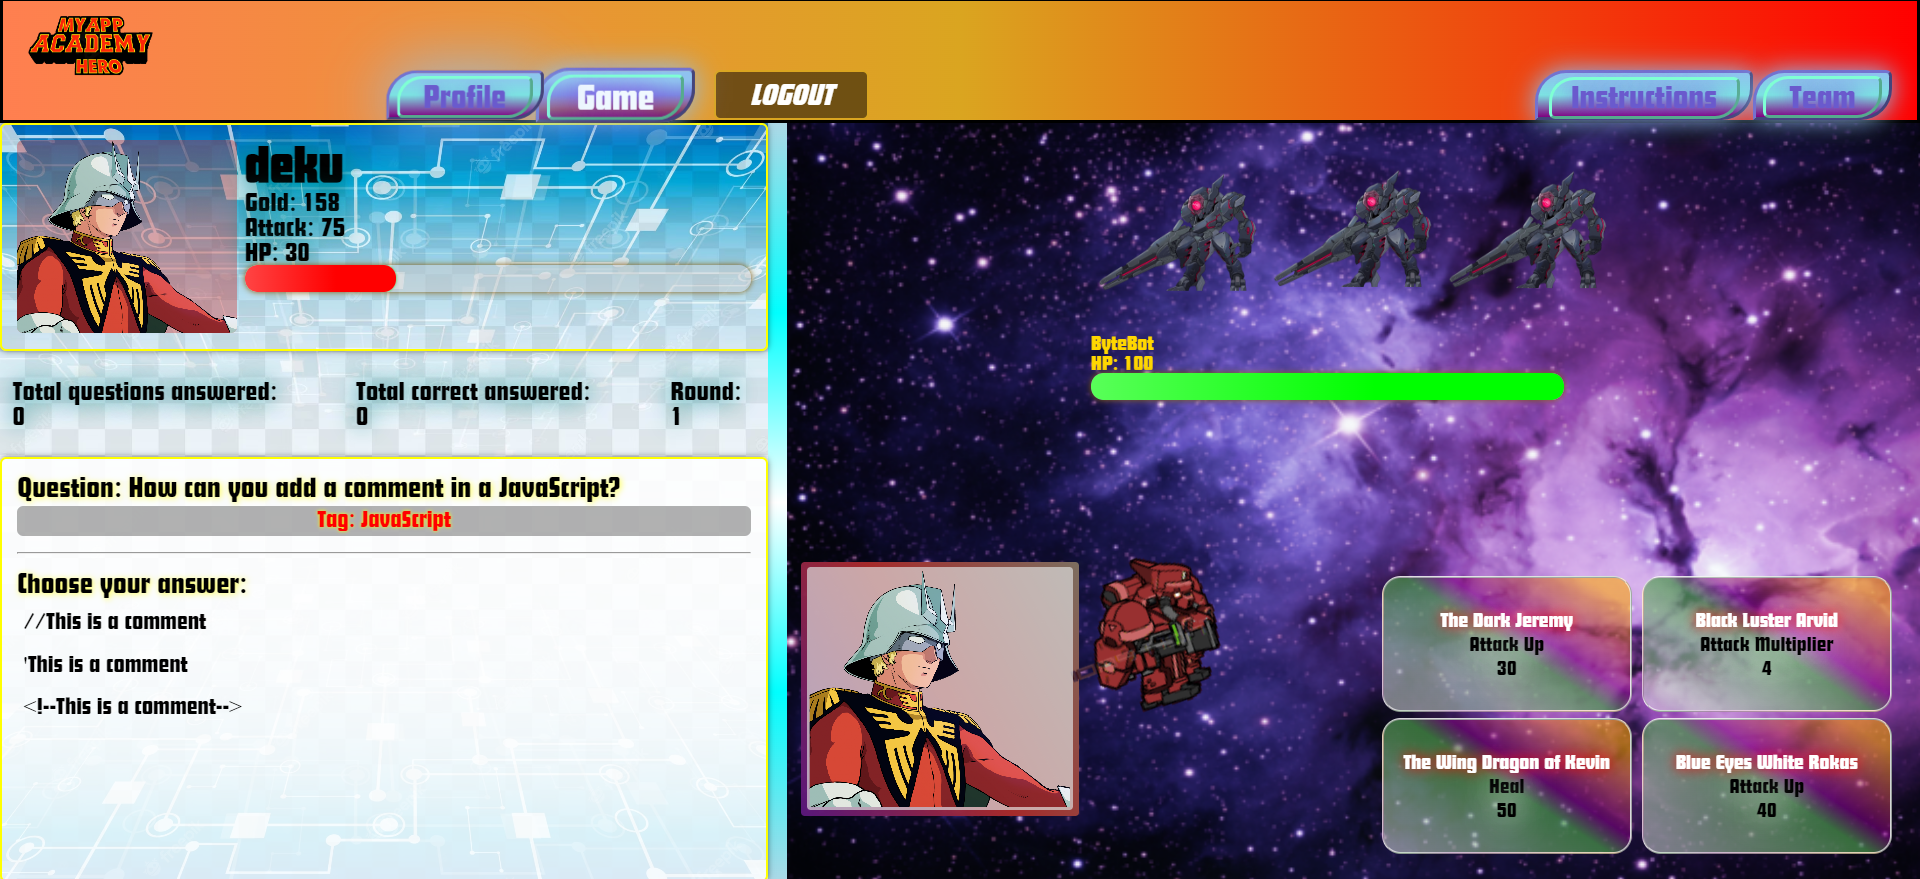 MY APP
ACADEMY
HERO
Profile
Game
LOGOUT
Instructions
Team
deku
Gold: 158
Attack: 75
HP: 30
Total questions answered:
0
Total correct answered:
0
Round:
1
Question: How can you add a comment in a JavaScript?
Tag: JavaScript
Choose your answer:
//This is a comment
'This is a comment
<!--This is a comment-->
ByteBot
HP: 100
The Dark Jeremy
Attack Up
30
Black Luster Arvid
Attack Multiplier
4
The Wing Dragon of Kevin
Heal
50
Blue Eyes White Rokas
Attack Up
40